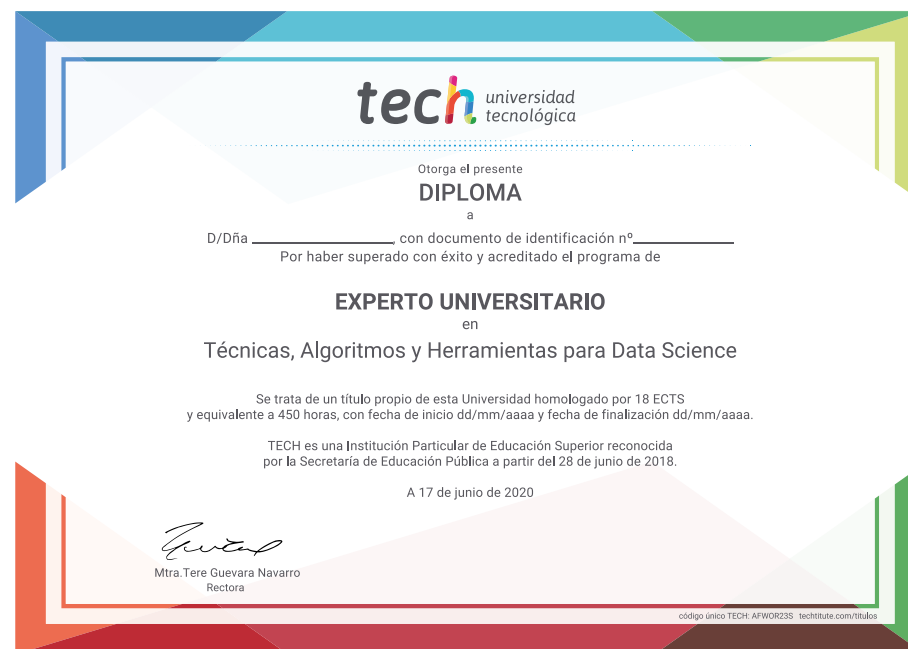 tech universidad
tecnológica
Otorga el presente
DIPLOMA
a
D/Dña ____________, con documento de identificación nº____________
Por haber superado con éxito y acreditado el programa de
EXPERTO UNIVERSITARIO
en
Técnicas, Algoritmos y Herramientas para Data Science
Se trata de un título propio de esta Universidad homologado por 18 ECTS
y equivalente a 450 horas, con fecha de inicio dd/mm/aaaa y fecha de finalización dd/mm/aaaa.
TECH es una Institución Particular de Educación Superior reconocida
por la Secretaría de Educación Pública a partir del 28 de junio de 2018.
A 17 de junio de 2020
Mtra.Tere Guevara Navarro
Rectora
código único TECH: AFWOR23S techtitute.com/títulos